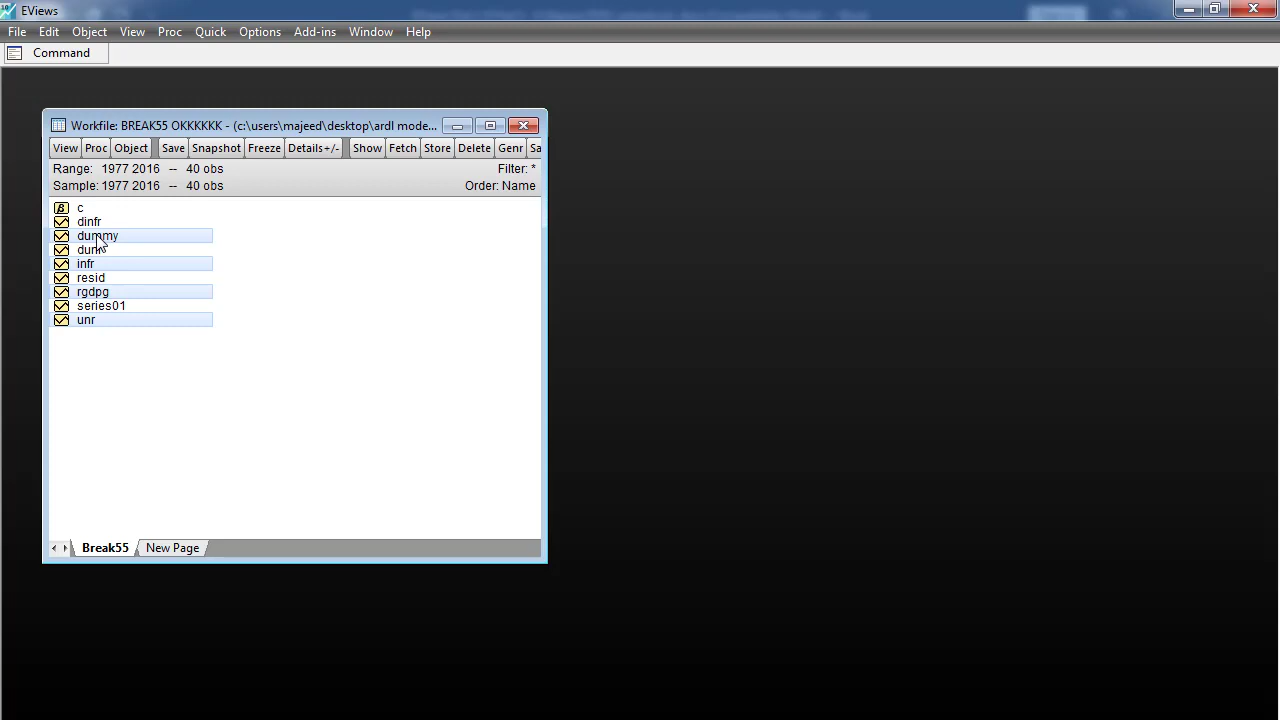 EViews
File Edit Object View Proc Quick Options Add-ins Window Help
Command
Workfile: BREAK55 OKKKKKK - (c:\users\majeed\desktop\ardl mode...
View Proc Object Save Snapshot Freeze Details+/- Show Fetch Store Delete Genr Sa
Range: 1977 2016 -- 40 obs Filter: *
Sample: 1977 2016 -- 40 obs Order: Name
c
dinfr
dummy
infr
resid
rgdpg
series01
unr
Break55 New Page